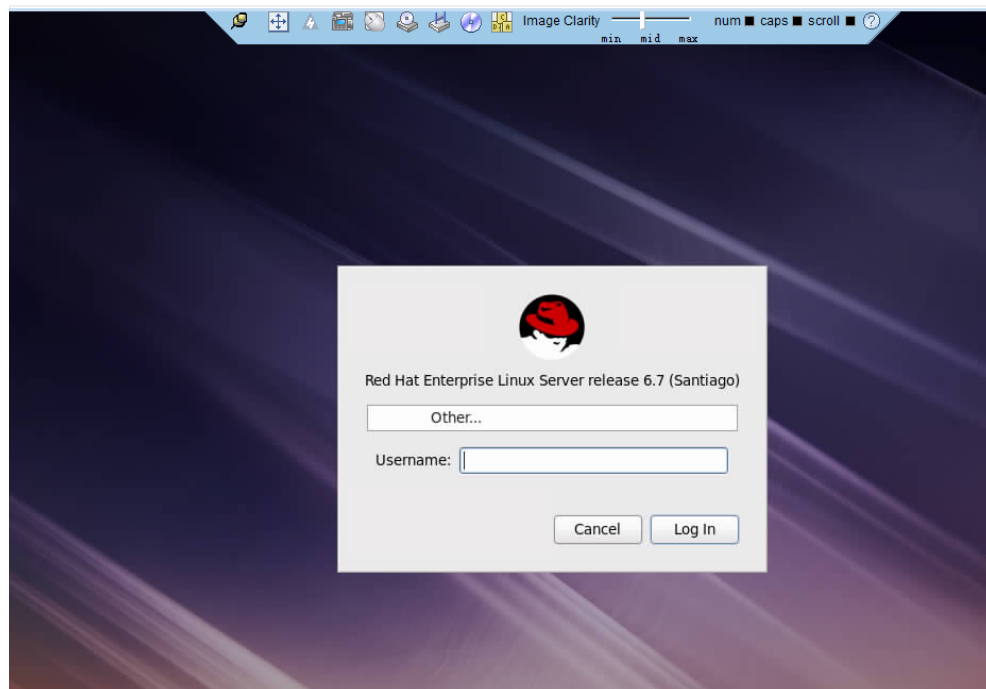 Image Clarity num caps scroll ?
min mid max
Red Hat Enterprise Linux Server release 6.7 (Santiago)
Other...
Username:
Cancel Log In